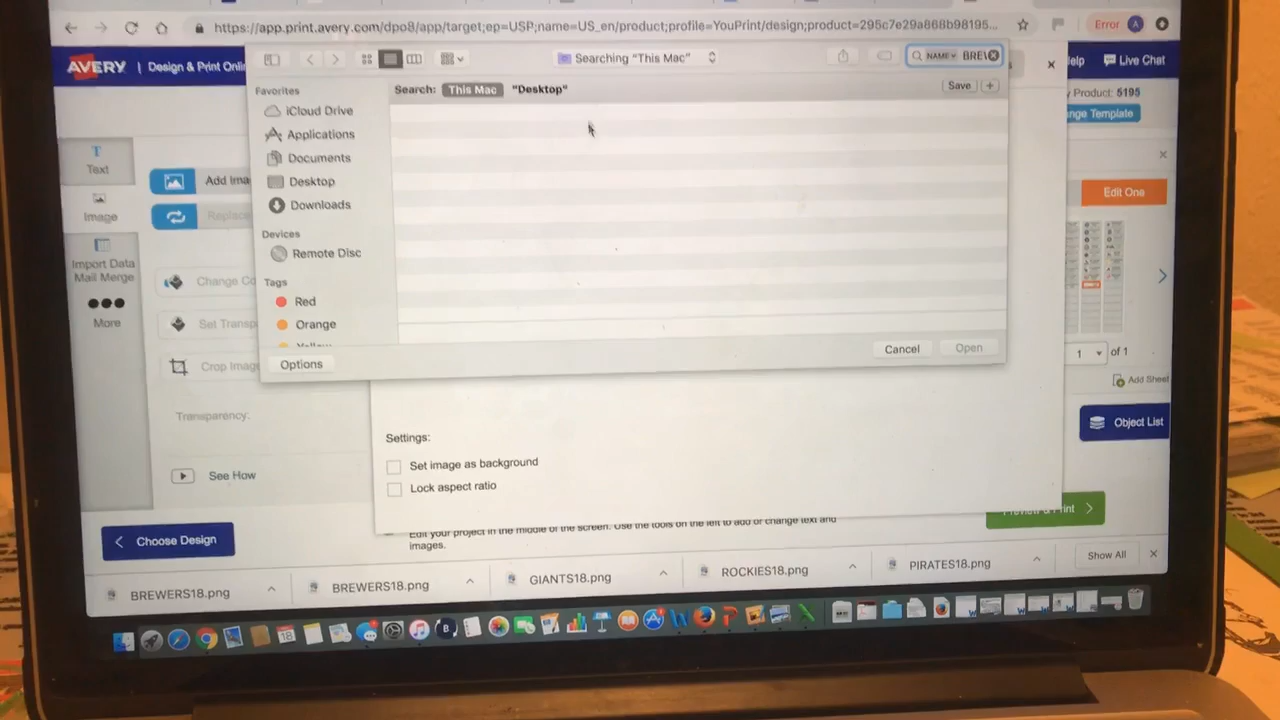 https://app.print.avery.com/dpo8/app/target;ep=USP;name=US_en/product;profile=YouPrint/design;product=295c7e29a868b98195...
Error A
AVERY | Design & Print Onlin
elp Live Chat
Searching "This Mac"
NAME BREW
Search: This Mac "Desktop" Save +
Favorites
iCloud Drive
Applications
Documents
Desktop
Downloads
Devices
Remote Disc
Tags
Red
Orange
Yellow
Options
Cancel Open
y Product: 5195
nge Template
Edit One
1 of 1
Add Sheet
Object List
Text
Image
Import Data
Mail Merge
More
Add Ima
Replac
Change Co
Set Transp
Crop Imag
Transparency:
See How
Settings:
Set image as background
Lock aspect ratio
Choose Design
Edit your project in the middle of the screen. Use the tools on the left to add or change text and
images.
Preview & Print
BREWERS18.png
BREWERS18.png
GIANTS18.png
ROCKIES18.png
PIRATES18.png
Show All
18